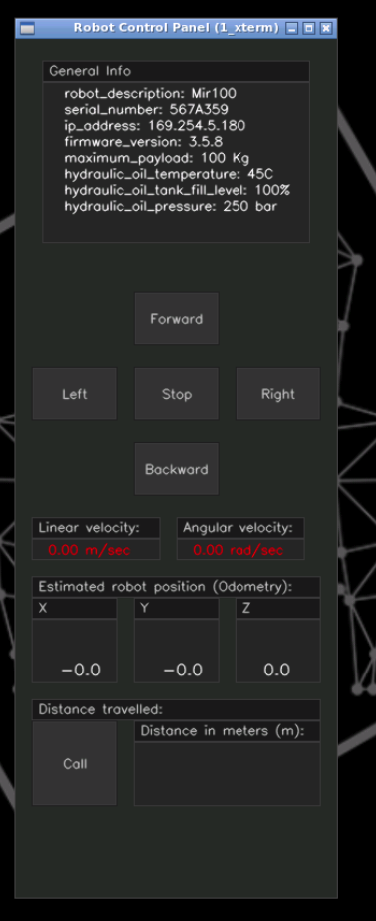 Robot Control Panel (1_xterm)
General Info
robot_description: Mir100
serial_number: 567A359
ip_address: 169.254.5.180
firmware_version: 3.5.8
maximum_payload: 100 Kg
hydraulic_oil_temperature: 45C
hydraulic_oil_tank_fill_level: 100%
hydraulic_oil_pressure: 250 bar
Forward
Left Stop Right
Backward
Linear velocity: Angular velocity:
0.00 m/sec 0.00 rad/sec
Estimated robot position (Odometry):
X Y Z
-0.0 -0.0 0.0
Distance travelled:
Distance in meters (m):
Call